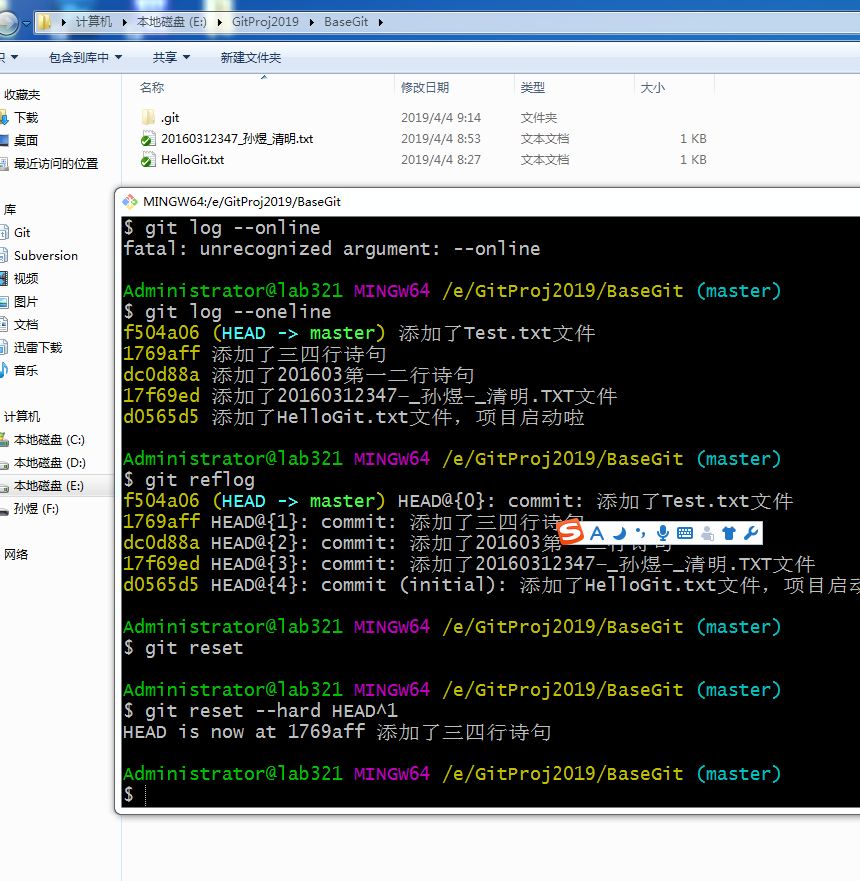 计算机 ▸ 本地磁盘 (E:) ▸ GitProj2019 ▸ BaseGit ▸
包含到库中 ▼ 共享 ▼ 新建文件夹
名称 修改日期 类型 大小
.git 2019/4/4 9:14 文件夹
20160312347_孙煜_清明.txt 2019/4/4 8:53 文本文档 1 KB
HelloGit.txt 2019/4/4 8:27 文本文档 1 KB
收藏夹
下载
桌面
最近访问的位置
库
Git
Subversion
视频
图片
文档
迅雷下载
音乐
计算机
本地磁盘 (C:)
本地磁盘 (D:)
本地磁盘 (E:)
孙煜 (F:)
网络
MINGW64:/e/GitProj2019/BaseGit
$ git log --online
fatal: unrecognized argument: --online
Administrator@lab321 MINGW64 /e/GitProj2019/BaseGit (master)
$ git log --oneline
f504a06 (HEAD -> master) 添加了Test.txt文件
1769aff 添加了三四行诗句
dc0d88a 添加了201603第一二行诗句
17f69ed 添加了20160312347-_孙煜-_清明.TXT文件
d0565d5 添加了HelloGit.txt文件，项目启动啦
Administrator@lab321 MINGW64 /e/GitProj2019/BaseGit (master)
$ git reflog
f504a06 (HEAD -> master) HEAD@{0}: commit: 添加了Test.txt文件
1769aff HEAD@{1}: commit: 添加了三四行诗句
dc0d88a HEAD@{2}: commit: 添加了201603第二行诗句
17f69ed HEAD@{3}: commit: 添加了20160312347-_孙煜-_清明.TXT文件
d0565d5 HEAD@{4}: commit (initial): 添加了HelloGit.txt文件，项目启动
Administrator@lab321 MINGW64 /e/GitProj2019/BaseGit (master)
$ git reset
Administrator@lab321 MINGW64 /e/GitProj2019/BaseGit (master)
$ git reset --hard HEAD^1
HEAD is now at 1769aff 添加了三四行诗句
Administrator@lab321 MINGW64 /e/GitProj2019/BaseGit (master)
$